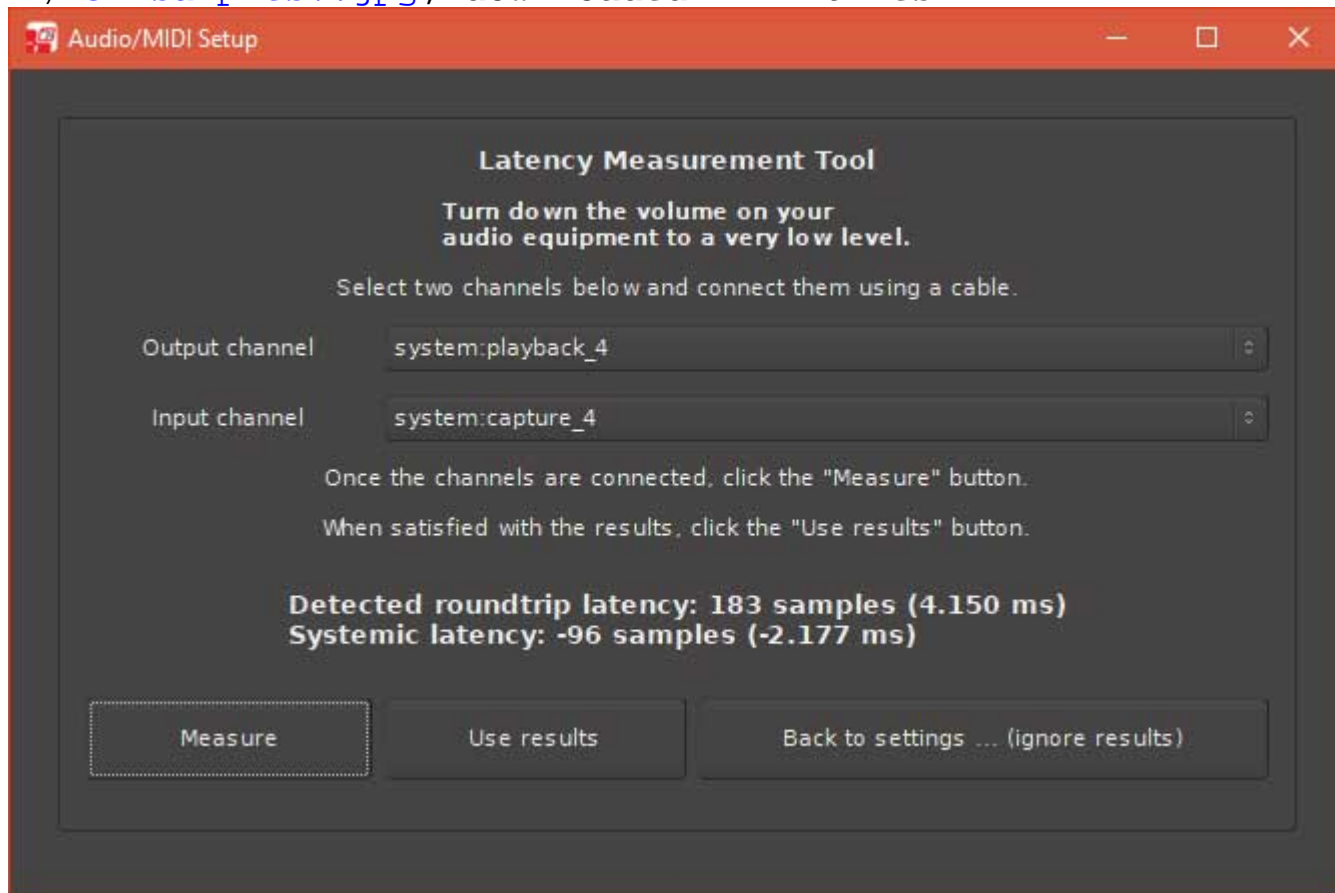 Audio/MIDI Setup
Latency Measurement Tool
Turn down the volume on your
audio equipment to a very low level.
Select two channels below and connect them using a cable.
Output channel system:playback_4
Input channel system:capture_4
Once the channels are connected, click the "Measure" button.
When satisfied with the results, click the "Use results" button.
Detected roundtrip latency: 183 samples (4.150 ms)
Systemic latency: -96 samples (-2.177 ms)
Measure Use results Back to settings ... (ignore results)